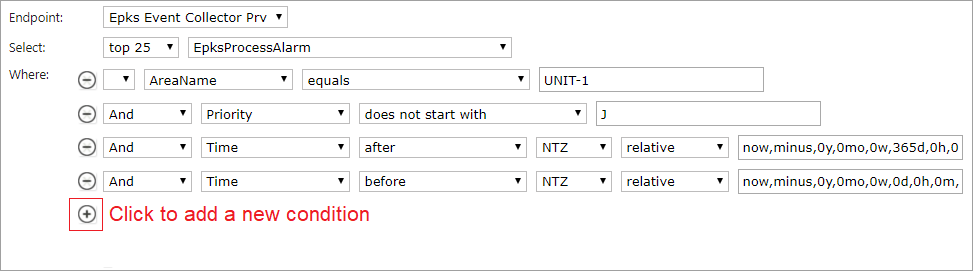 Endpoint: Epks Event Collector Prv
Select: top 25 EpksProcessAlarm
Where: AreaName equals UNIT-1
And Priority does not start with J
And Time after NTZ relative now,minus,0y,0mo,0w,365d,0h,0
And Time before NTZ relative now,minus,0y,0mo,0w,0d,0h,0m,
Click to add a new condition